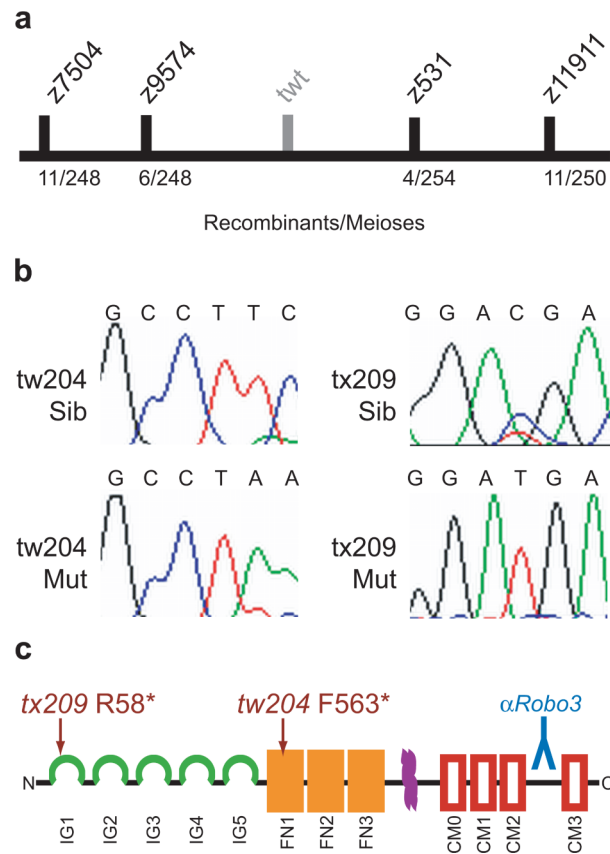 a
z7504 z9574 twt z531 z11911
11/248 6/248 4/254 11/250
Recombinants/Meioses
b
G C C T T C G G A C G A
tw204 tx209
Sib Sib
G C C T A A G G A T G A
tw204 tx209
Mut Mut
c
tx209 R58* tw204 F563* αRobo3
N C
IG1 IG2 IG3 IG4 IG5 FN1 FN2 FN3 CM0 CM1 CM2 CM3